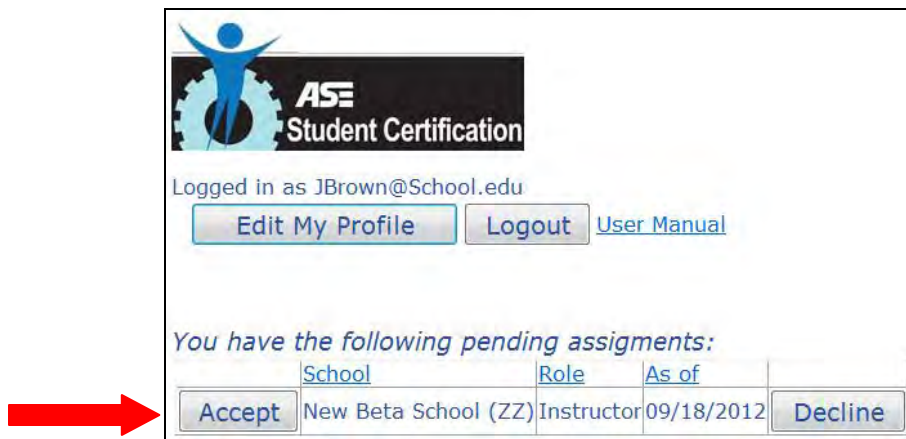 ASE
Student Certification
Logged in as JBrown@School.edu
Edit My Profile Logout User Manual
You have the following pending assigments:
School Role As of
Accept New Beta School (ZZ) Instructor 09/18/2012 Decline